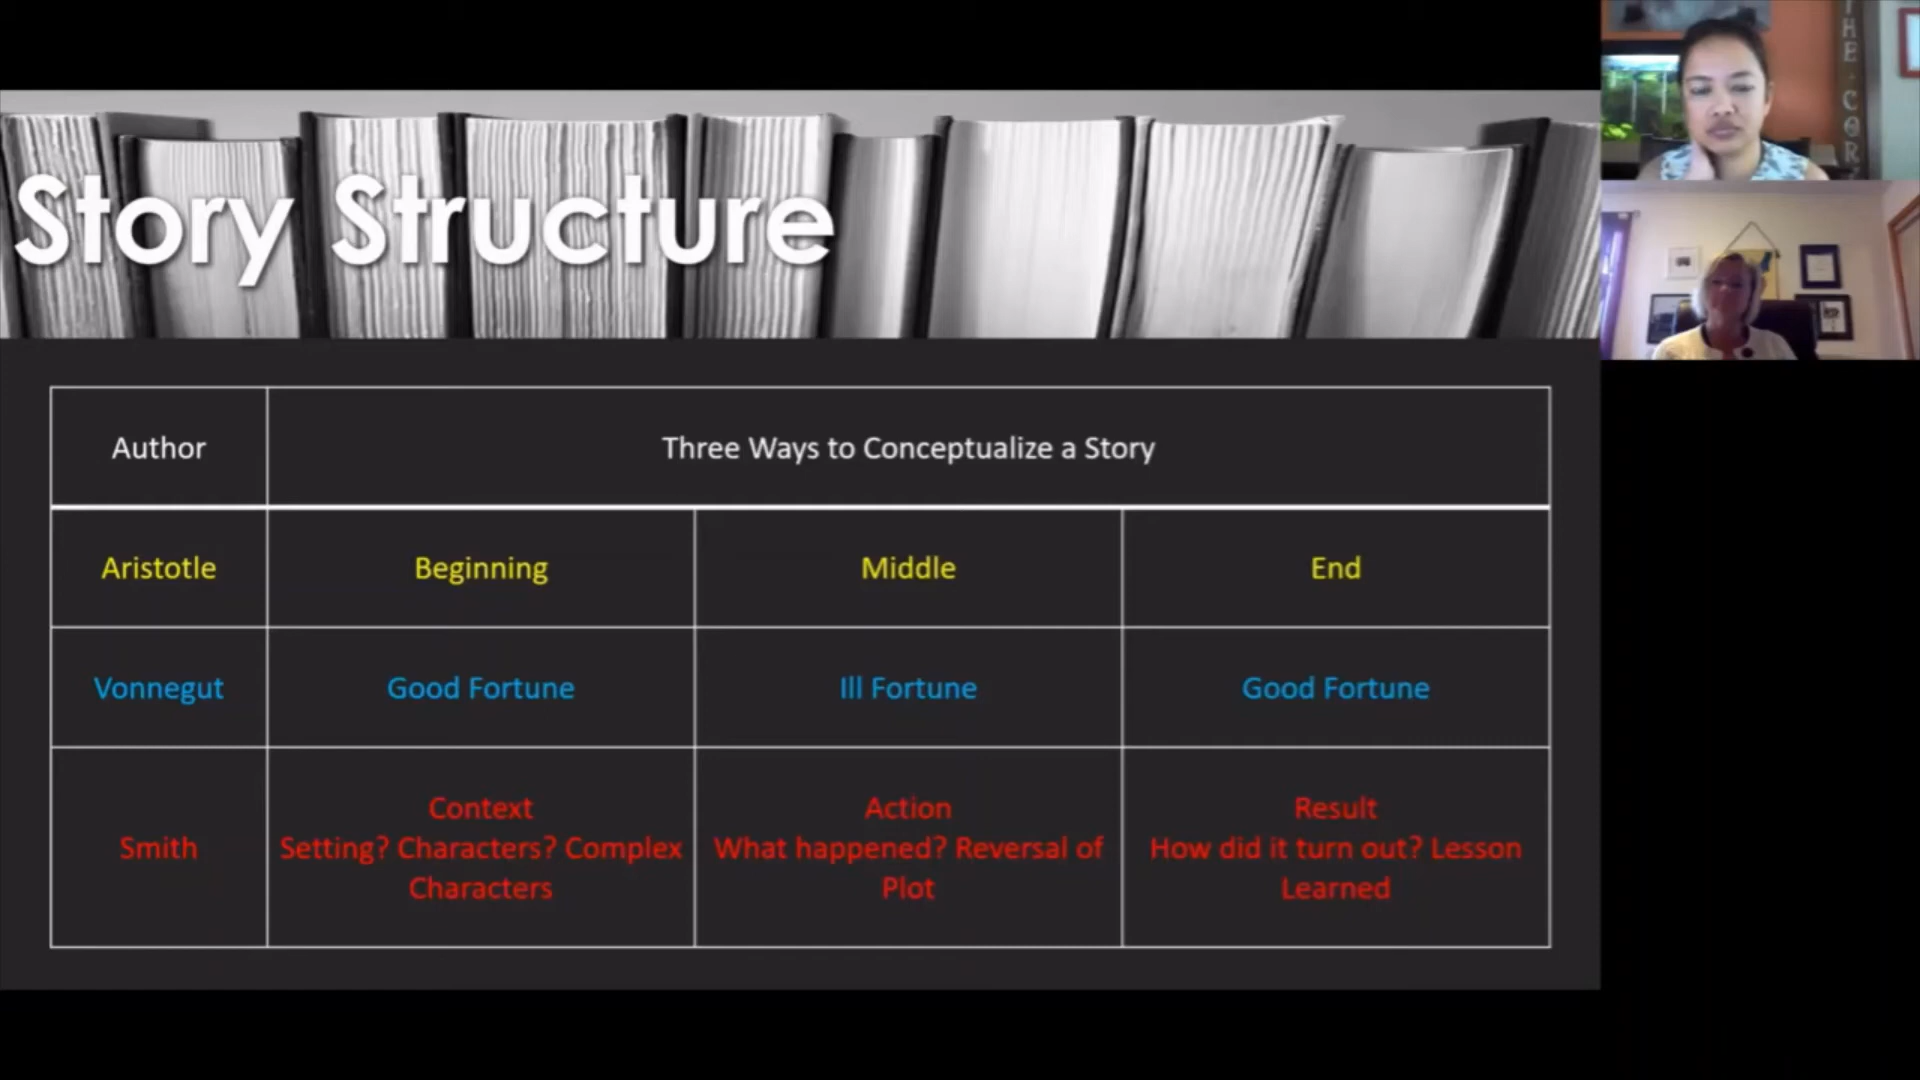 Story Structure
Author
Three Ways to Conceptualize a Story
Aristotle
Beginning
Middle
End
Vonnegut
Good Fortune
Ill Fortune
Good Fortune
Smith
Context
Setting? Characters? Complex
Characters
Action
What happened? Reversal of
Plot
Result
How did it turn out? Lesson
Learned